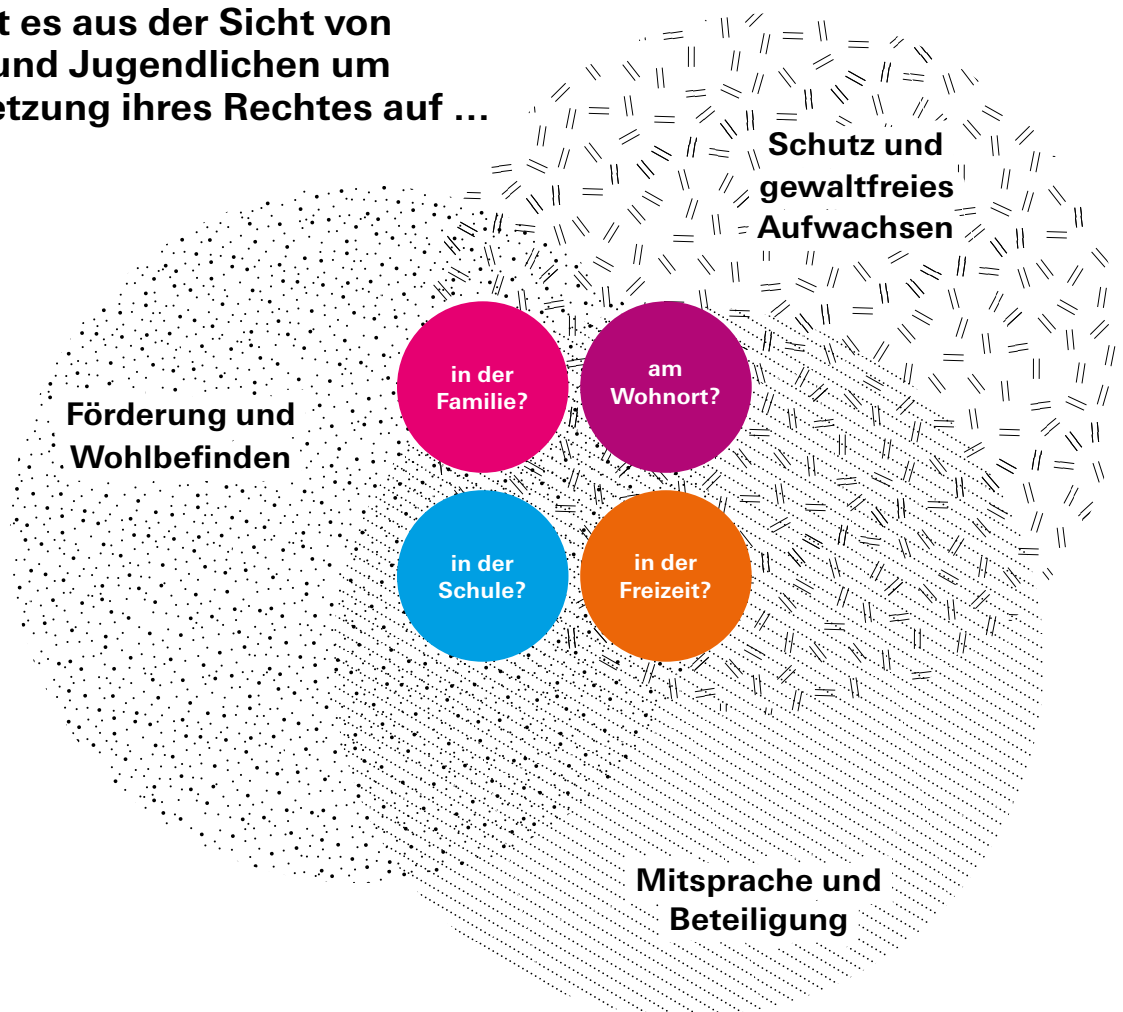 t es aus der Sicht von
und Jugendlichen um
etzung ihres Rechtes auf …
Schutz und
gewaltfreies
Aufwachsen
in der
Familie?
am
Wohnort?
Förderung und
Wohlbefinden
in der
Schule?
in der
Freizeit?
Mitsprache und
Beteiligung